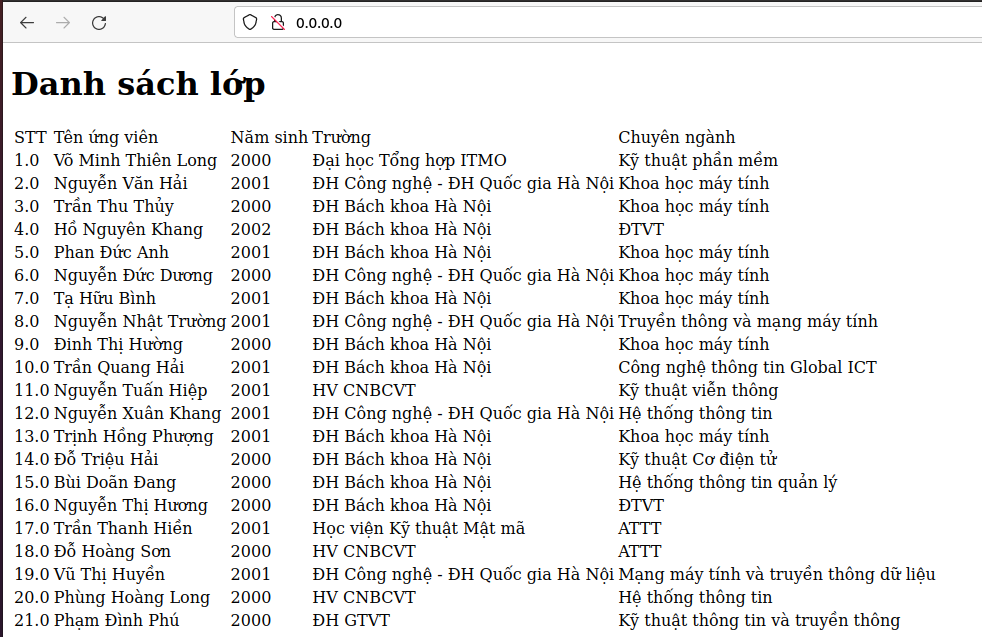 0.0.0.0
Danh sách lớp
STT Tên ứng viên Năm sinh Trường Chuyên ngành
1.0 Võ Minh Thiên Long 2000 Đại học Tổng hợp ITMO Kỹ thuật phần mềm
2.0 Nguyễn Văn Hải 2001 ĐH Công nghệ - ĐH Quốc gia Hà Nội Khoa học máy tính
3.0 Trần Thu Thủy 2000 ĐH Bách khoa Hà Nội Khoa học máy tính
4.0 Hồ Nguyên Khang 2002 ĐH Bách khoa Hà Nội ĐTVT
5.0 Phan Đức Anh 2001 ĐH Bách khoa Hà Nội Khoa học máy tính
6.0 Nguyễn Đức Dương 2000 ĐH Công nghệ - ĐH Quốc gia Hà Nội Khoa học máy tính
7.0 Tạ Hữu Bình 2001 ĐH Bách khoa Hà Nội Khoa học máy tính
8.0 Nguyễn Nhật Trường 2001 ĐH Công nghệ - ĐH Quốc gia Hà Nội Truyền thông và mạng máy tính
9.0 Đinh Thị Hường 2000 ĐH Bách khoa Hà Nội Khoa học máy tính
10.0 Trần Quang Hải 2001 ĐH Bách khoa Hà Nội Công nghệ thông tin Global ICT
11.0 Nguyễn Tuấn Hiệp 2001 HV CNBCVT Kỹ thuật viễn thông
12.0 Nguyễn Xuân Khang 2001 ĐH Công nghệ - ĐH Quốc gia Hà Nội Hệ thống thông tin
13.0 Trịnh Hồng Phượng 2001 ĐH Bách khoa Hà Nội Khoa học máy tính
14.0 Đỗ Triệu Hải 2000 ĐH Bách khoa Hà Nội Kỹ thuật Cơ điện tử
15.0 Bùi Doãn Đang 2000 ĐH Bách khoa Hà Nội Hệ thống thông tin quản lý
16.0 Nguyễn Thị Hương 2000 ĐH Bách khoa Hà Nội ĐTVT
17.0 Trần Thanh Hiền 2001 Học viện Kỹ thuật Mật mã ATTT
18.0 Đỗ Hoàng Sơn 2000 HV CNBCVT ATTT
19.0 Vũ Thị Huyền 2001 ĐH Công nghệ - ĐH Quốc gia Hà Nội Mạng máy tính và truyền thông dữ liệu
20.0 Phùng Hoàng Long 2000 HV CNBCVT Hệ thống thông tin
21.0 Phạm Đình Phú 2000 ĐH GTVT Kỹ thuật thông tin và truyền thông